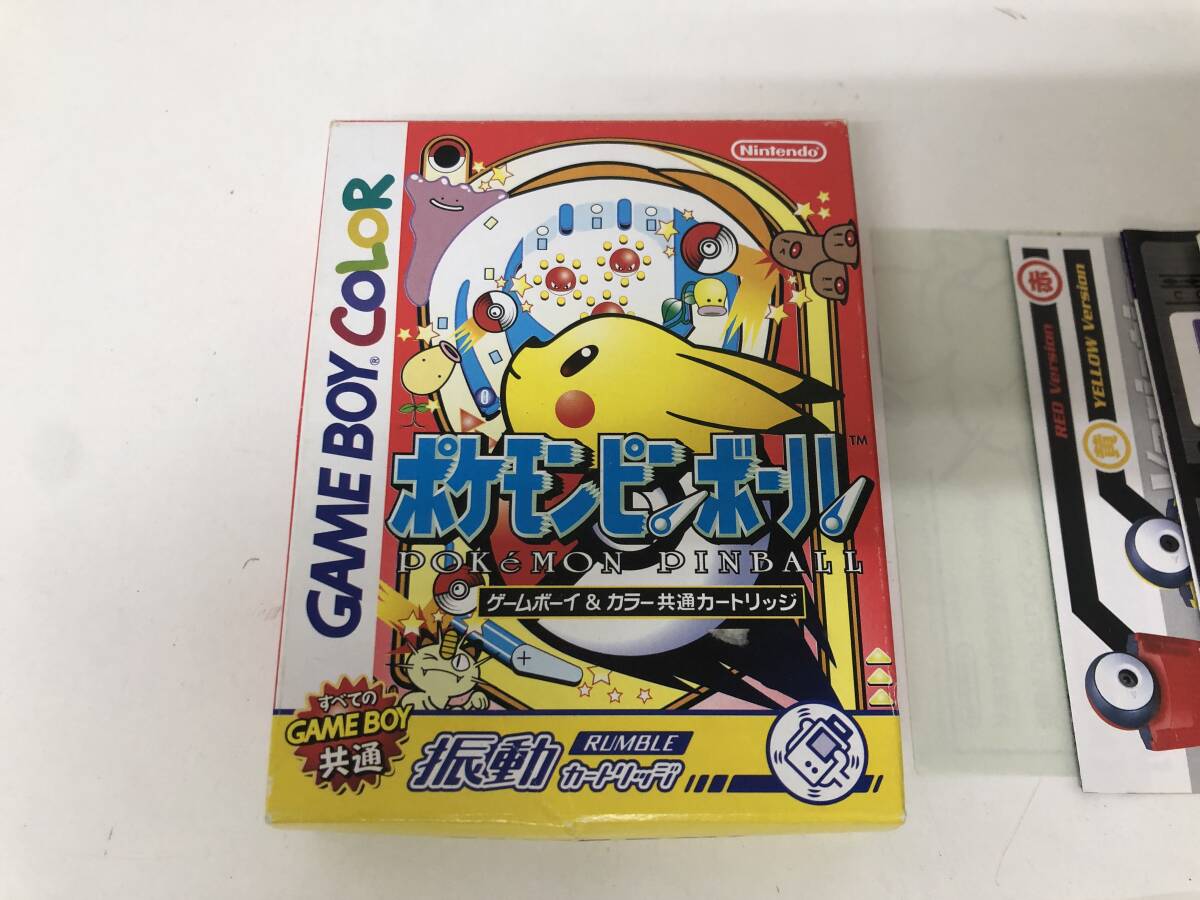 Nintendo
GAME BOY COLOR
®
ポケモンピンボール
TM
POKéMON PINBALL
ゲームボーイ&カラー共通カートリッジ
すべての
GAME BOY
共通
振動
RUMBLE
カートリッジ
赤
RED Version
黄
YELLOW Version